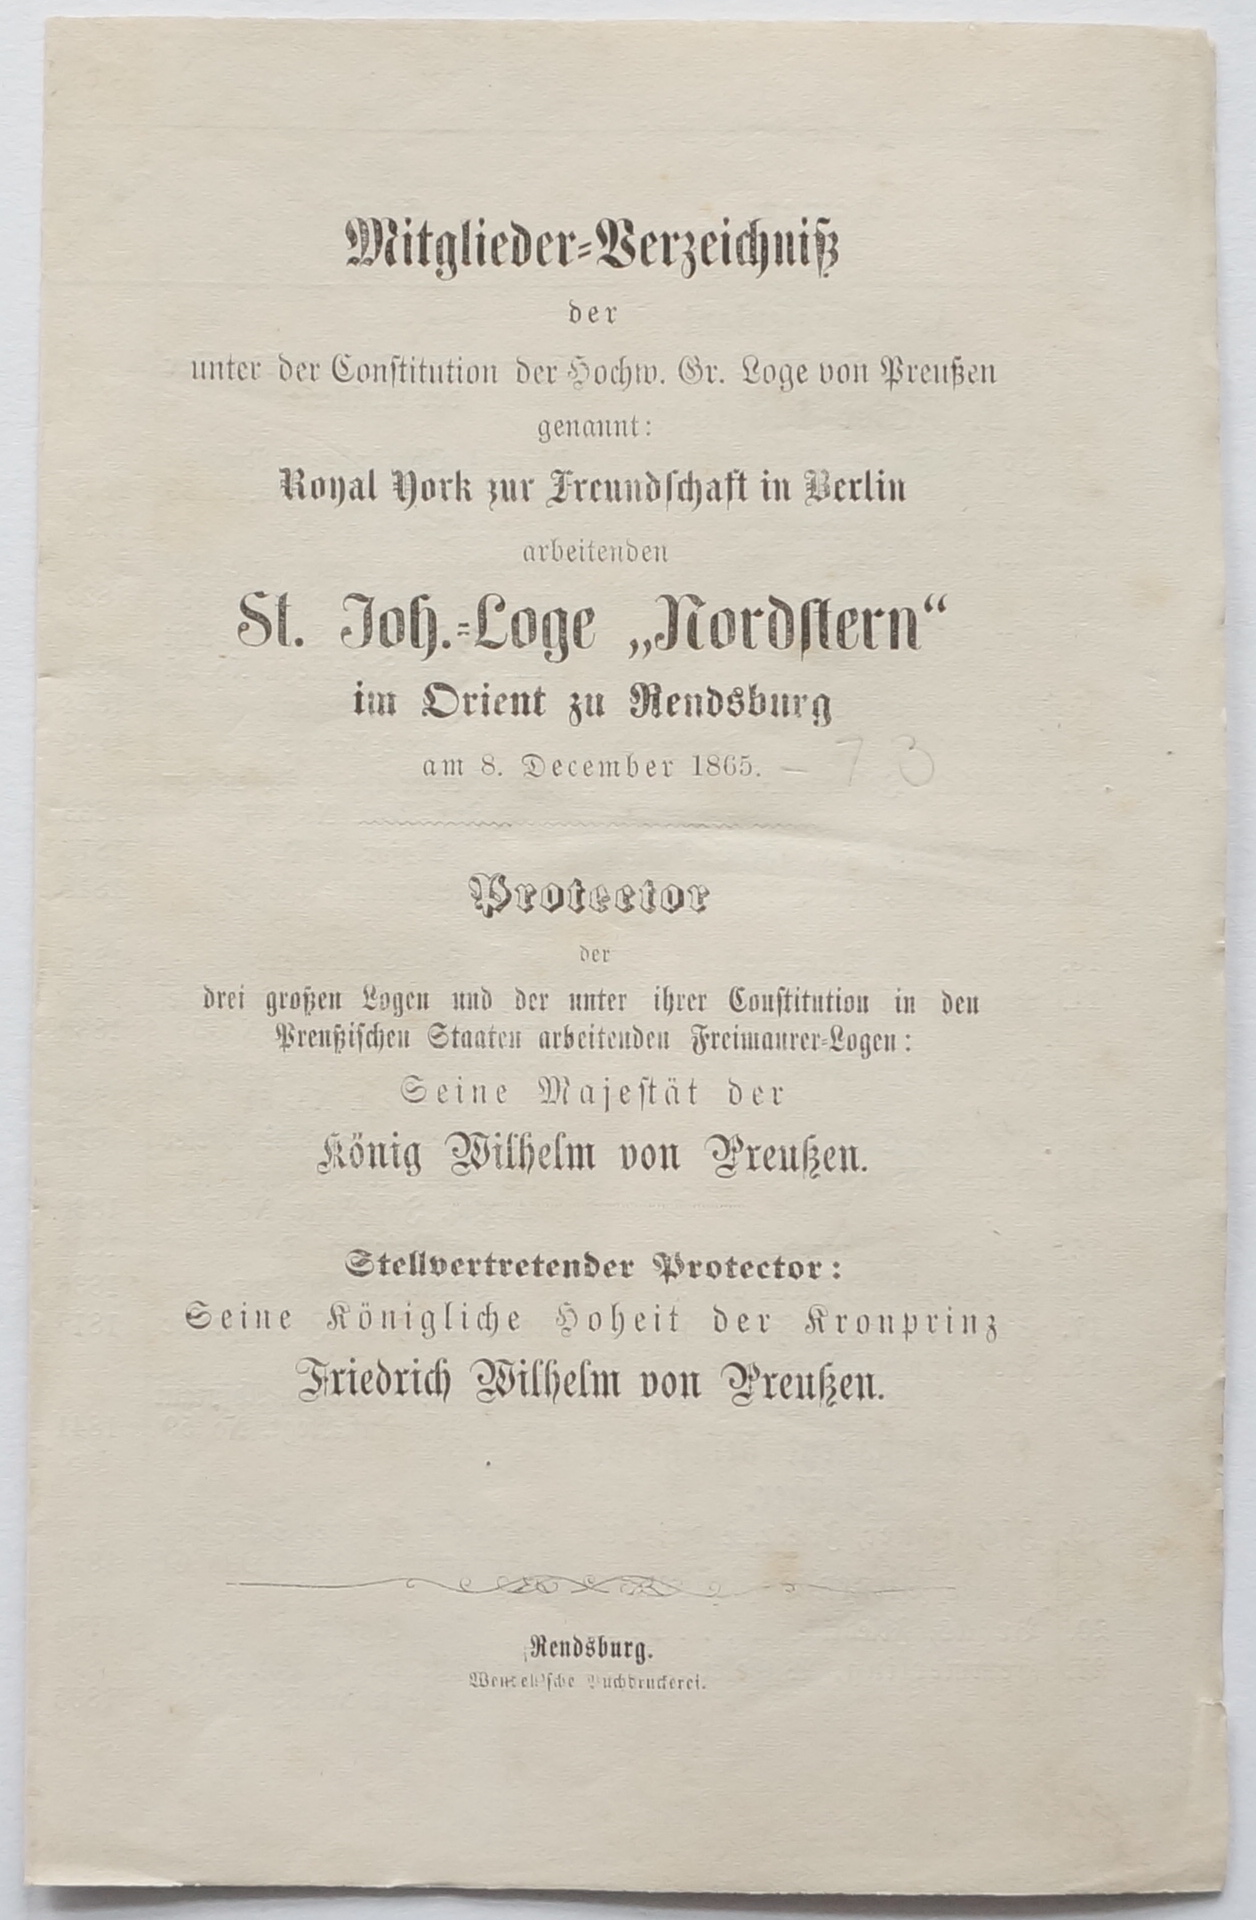 Mitglieder-Verzeichniß
der
unter der Constitution der Hochw. Gr. Loge von Preußen
genannt:
Royal York zur Freundschaft in Berlin
arbeitenden
St. Joh.-Loge „Nordstern“
im Orient zu Rendsburg
am 8. December 1865. – 73
Protector
der
drei großen Logen und der unter ihrer Constitution in den
Preußischen Staaten arbeitenden Freimaurer-Logen:
Seine Majestät der
König Wilhelm von Preußen.
Stellvertretender Protector:
Seine Königliche Hoheit der Kronprinz
Friedrich Wilhelm von Preußen.
Rendsburg.
Buchdruckerei.